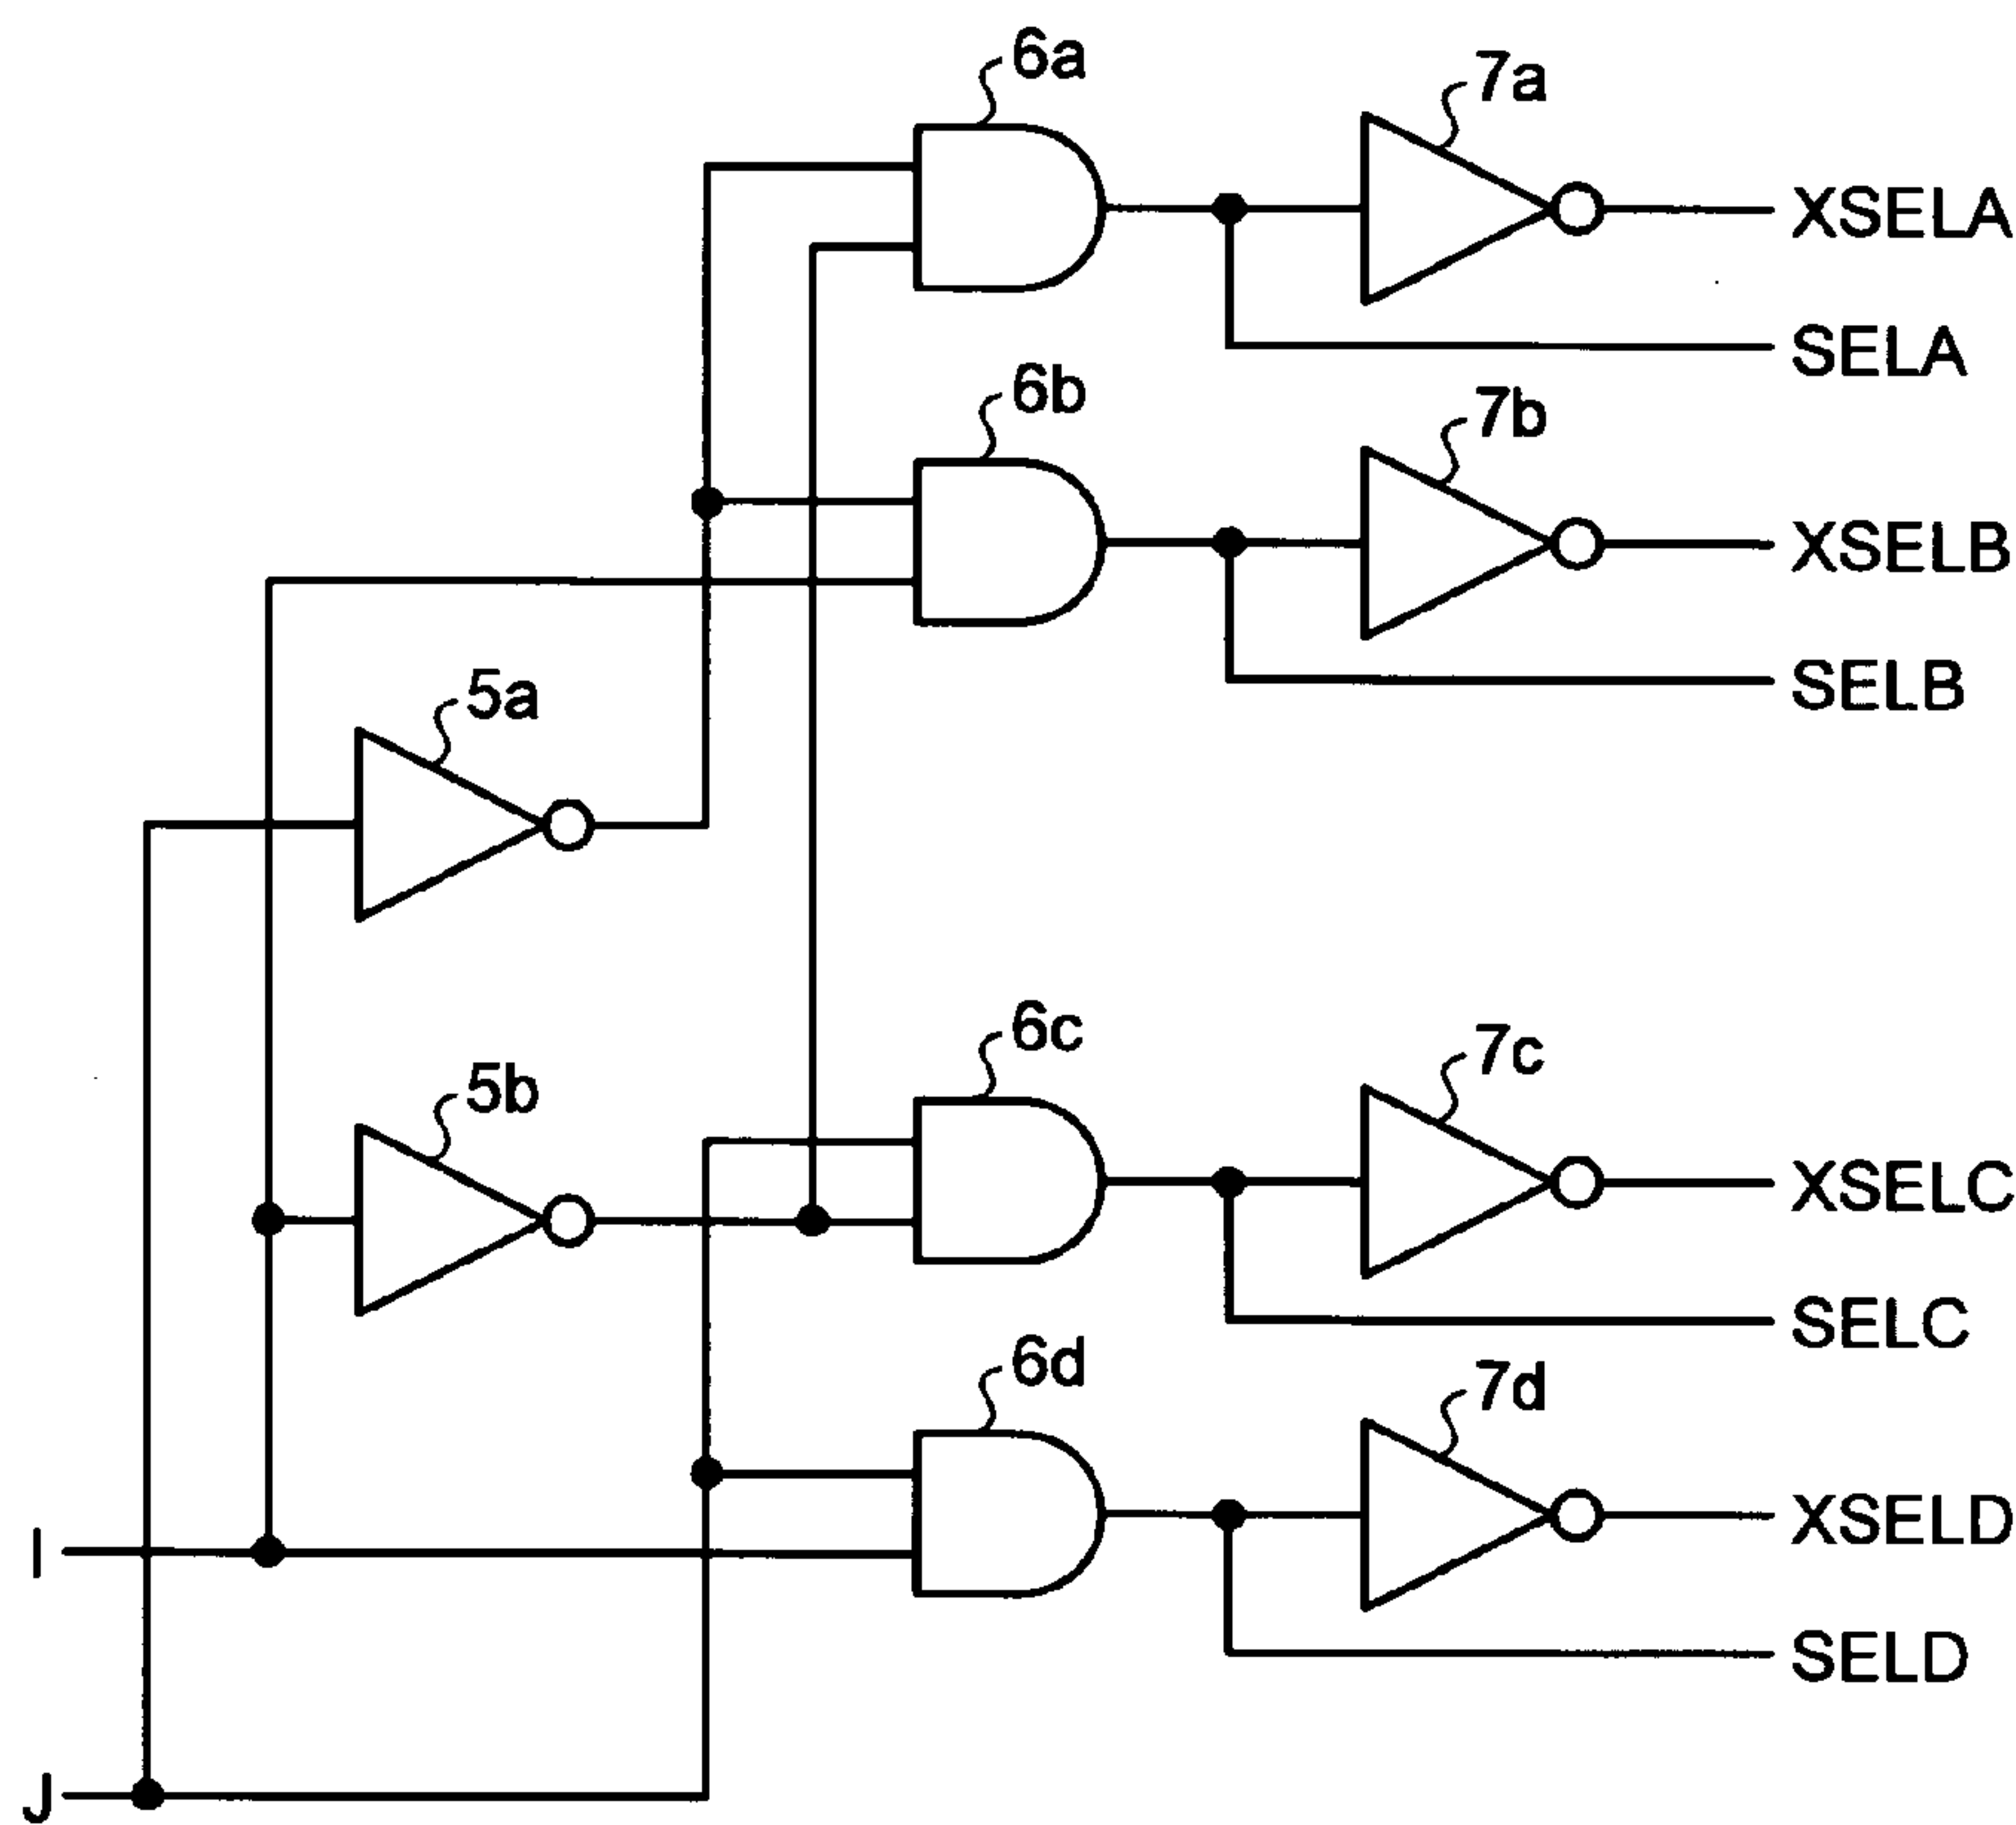 6a
7a
XSELA
SELA
6b
7b
XSELB
SELB
5a
5b
6c
7c
XSELC
SELC
6d
7d
XSELD
SELD
I
J